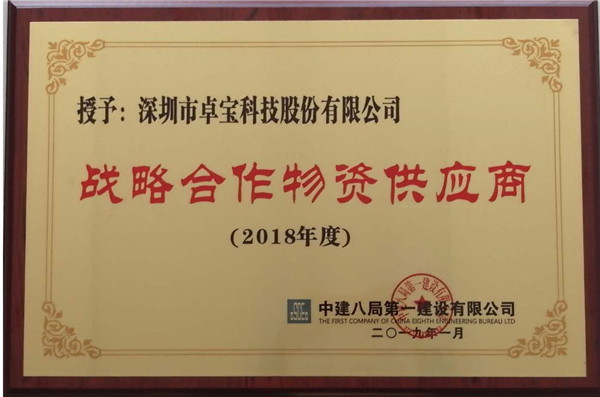 授予：深圳市卓宝科技股份有限公司
战略合作物资供应商
(2018年度)
中建八局第一建设有限公司
THE FIRST COMPANY OF CHINA EIGHTH ENGINEERING BUREAU LTD
二〇一九年一月